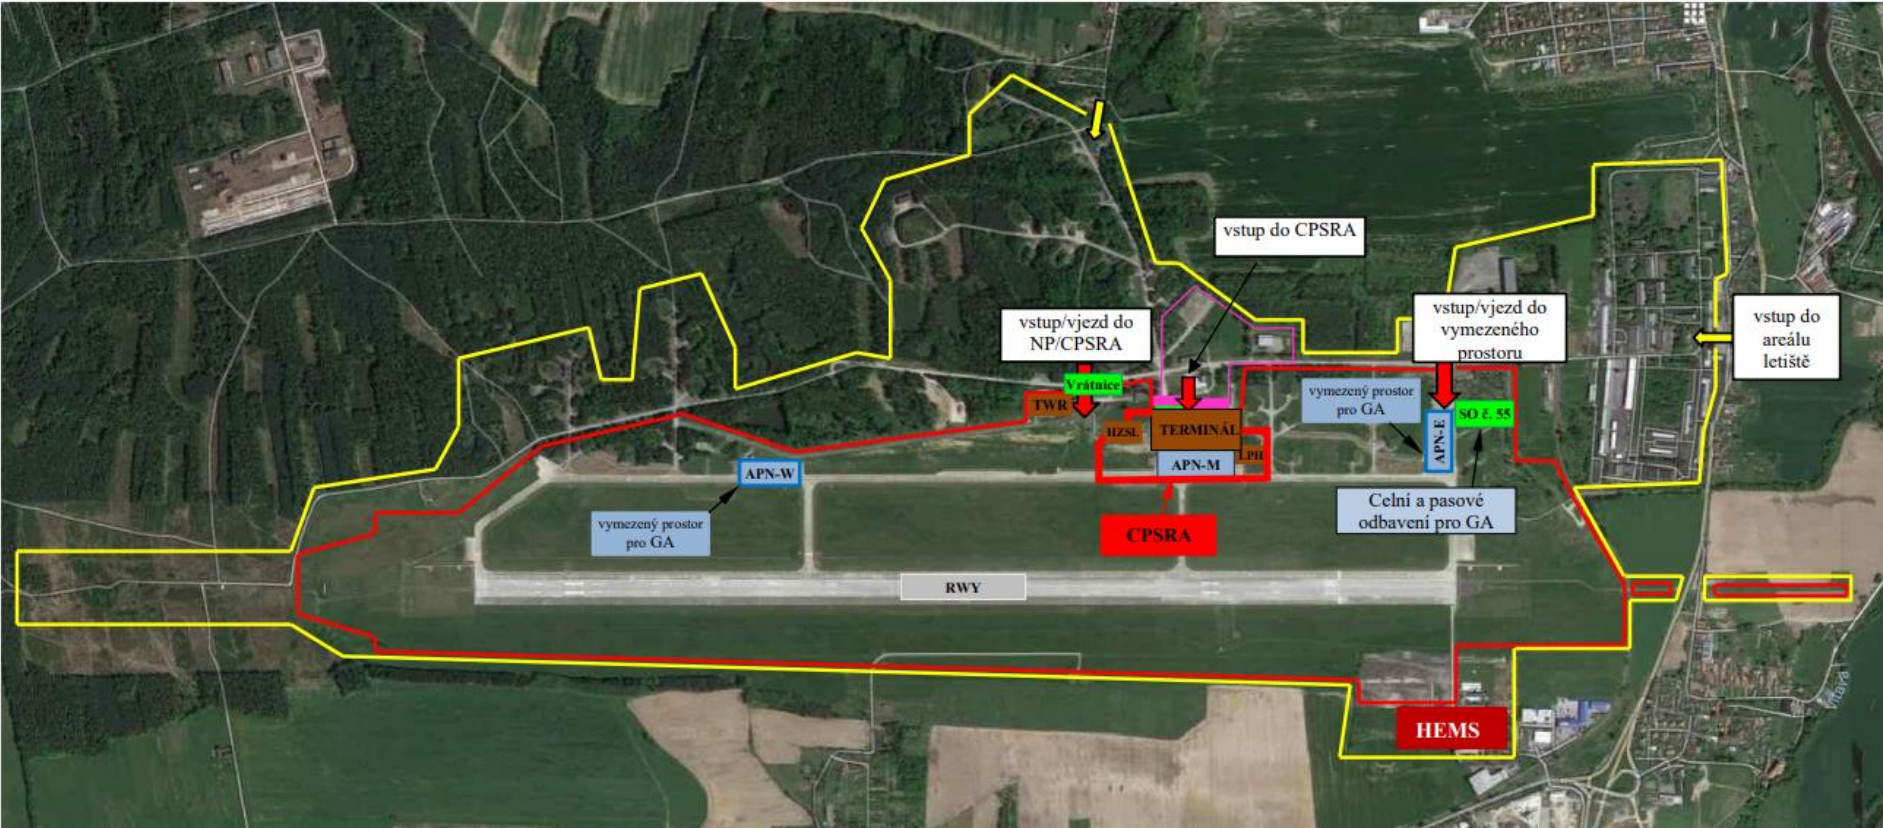 vstup do CPSRA
vstup/vjezd do
NP/CPSRA
vstup/vjezd do
vymezeného
prostoru
vstup do
areálu
letiště
Vrátnice
TWR
HZSL
TERMINÁL
LPH
APN-M
vymezený prostor
pro GA
APN-E
SO č. 55
APN-W
vymezený prostor
pro GA
Celní a pasové
odbavení pro GA
CPSRA
RWY
HEMS
Vltava